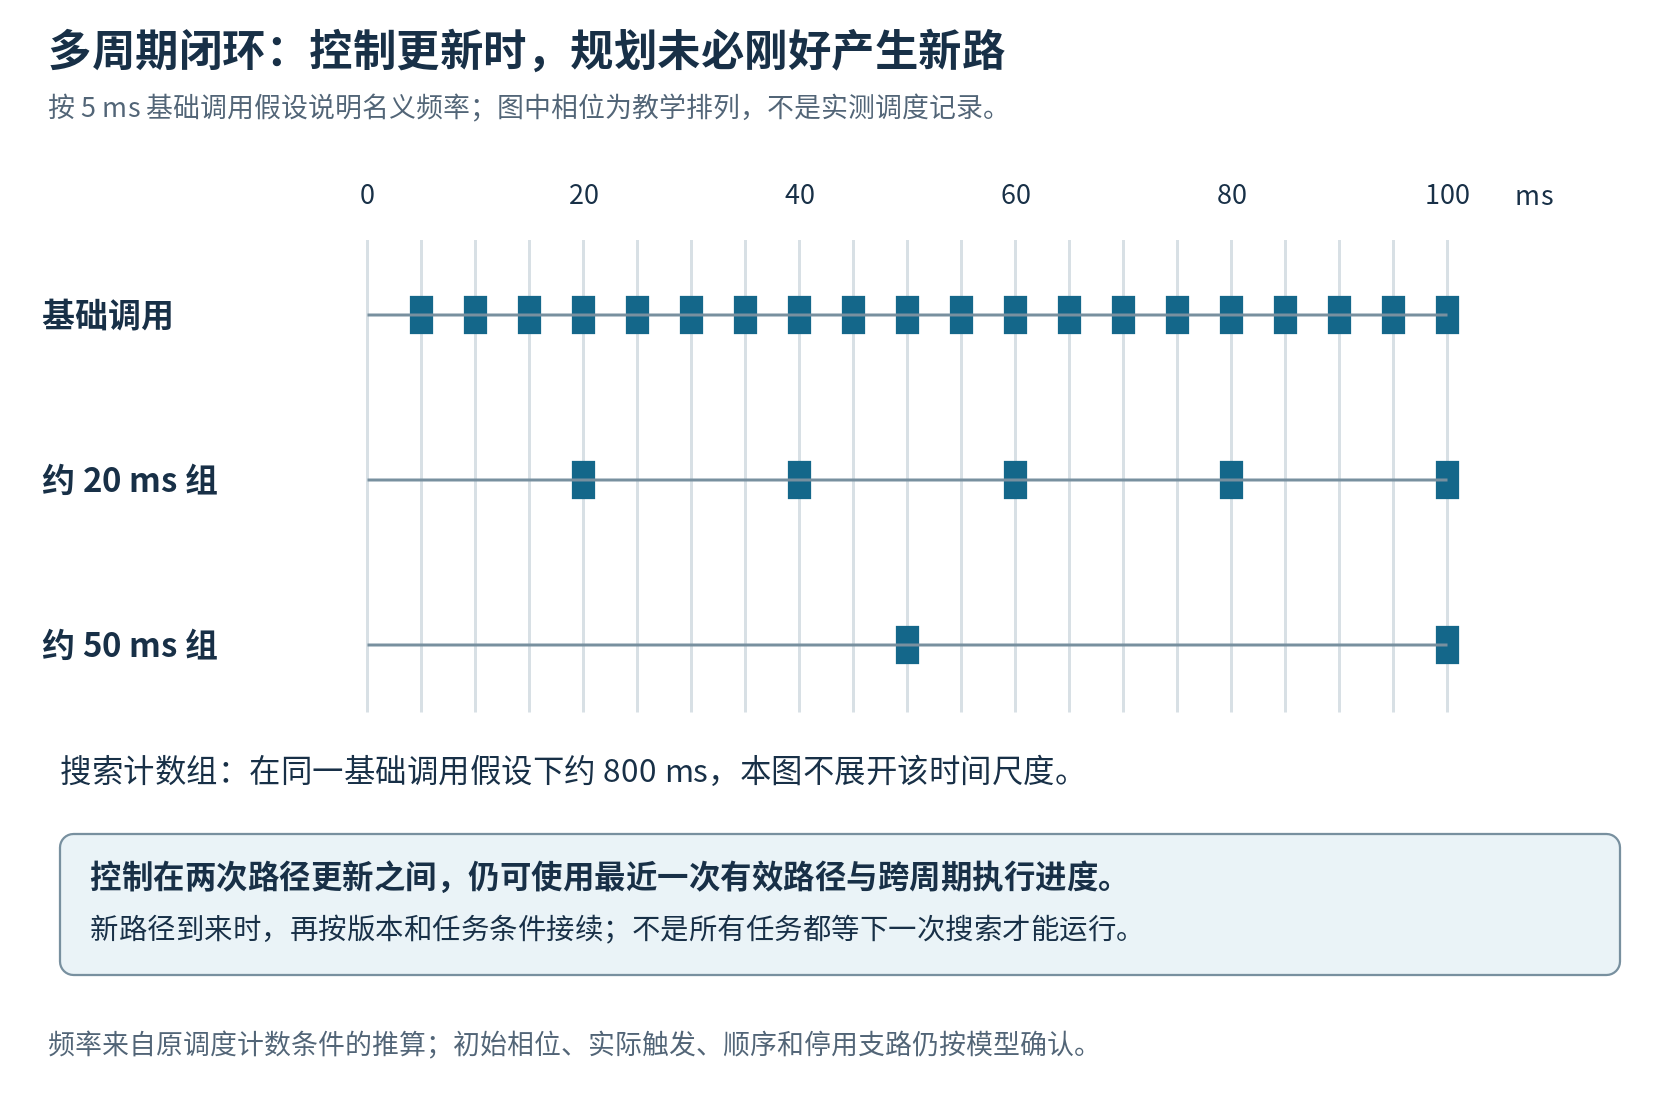 多周期闭环：控制更新时，规划未必刚好产生新路
按 5 ms 基础调用假设说明名义频率；图中相位为教学排列，不是实测调度记录。
0 20 40 60 80 100 ms
基础调用
约 20 ms 组
约 50 ms 组
搜索计数组：在同一基础调用假设下约 800 ms，本图不展开该时间尺度。
控制在两次路径更新之间，仍可使用最近一次有效路径与跨周期执行进度。
新路径到来时，再按版本和任务条件接续；不是所有任务都等下一次搜索才能运行。
频率来自原调度计数条件的推算；初始相位、实际触发、顺序和停用支路仍按模型确认。